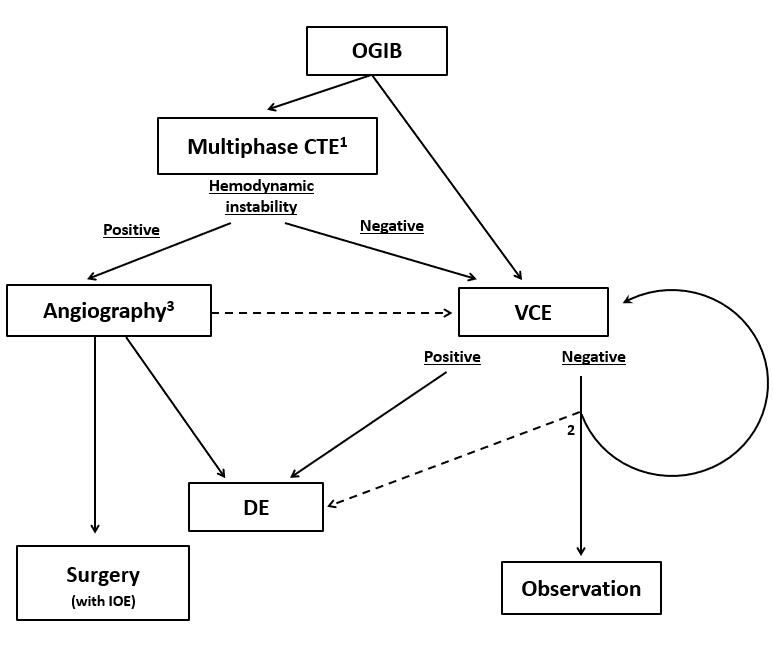 OGIB
Multiphase CTE¹
Hemodynamic
instability
Positive
Negative
Angiography³
VCE
Positive
Negative
2
DE
Surgery
(with IOE)
Observation